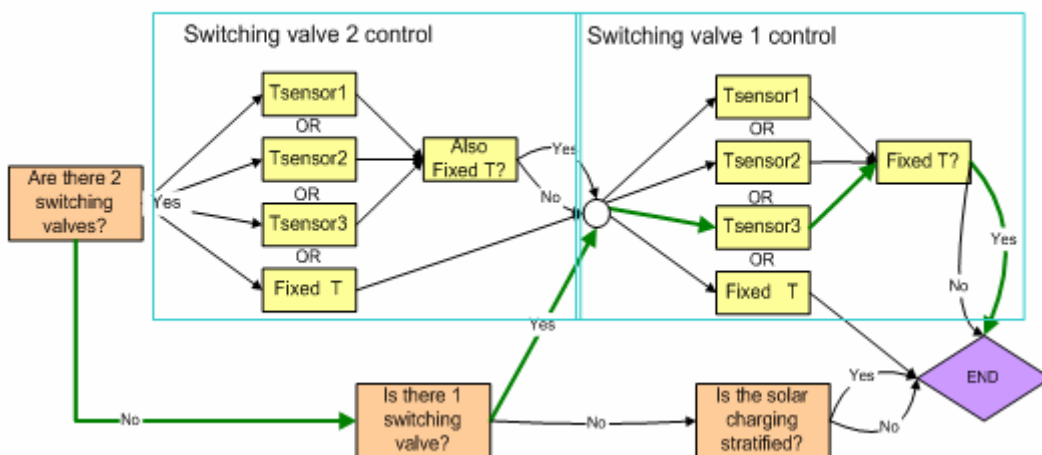 Switching valve 2 control
Switching valve 1 control
Tsensor1
OR
Tsensor2
OR
Tsensor3
OR
Fixed T
Also
Fixed T?
Yes
No
Tsensor1
OR
Tsensor2
OR
Tsensor3
OR
Fixed T
Fixed T?
Yes
No
Are there 2
switching
valves?
Yes
No
Is there 1
switching
valve?
Yes
No
Is the solar
charging
stratified?
Yes
No
END